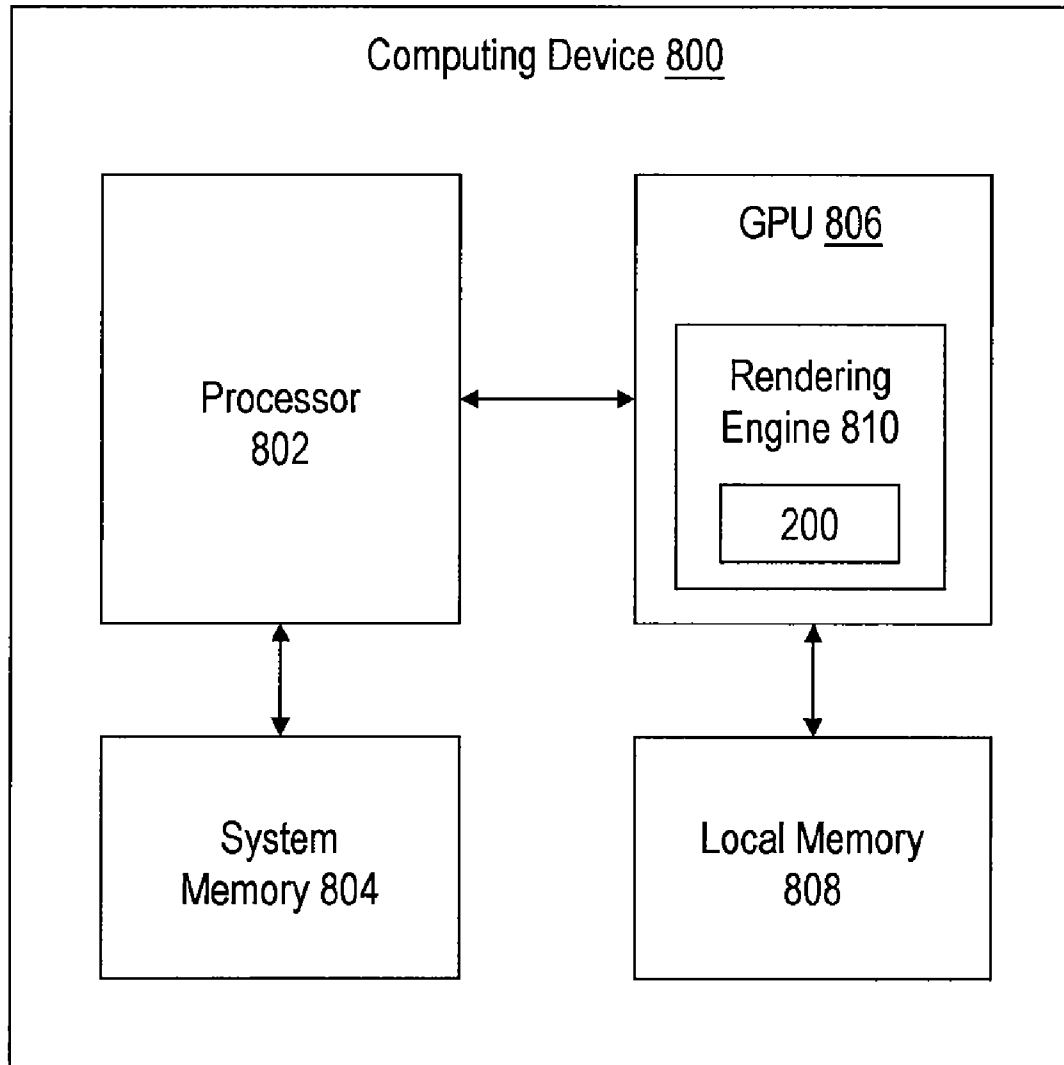 Computing Device 800
Processor
802
GPU 806
Rendering
Engine 810
200
System
Memory 804
Local Memory
808